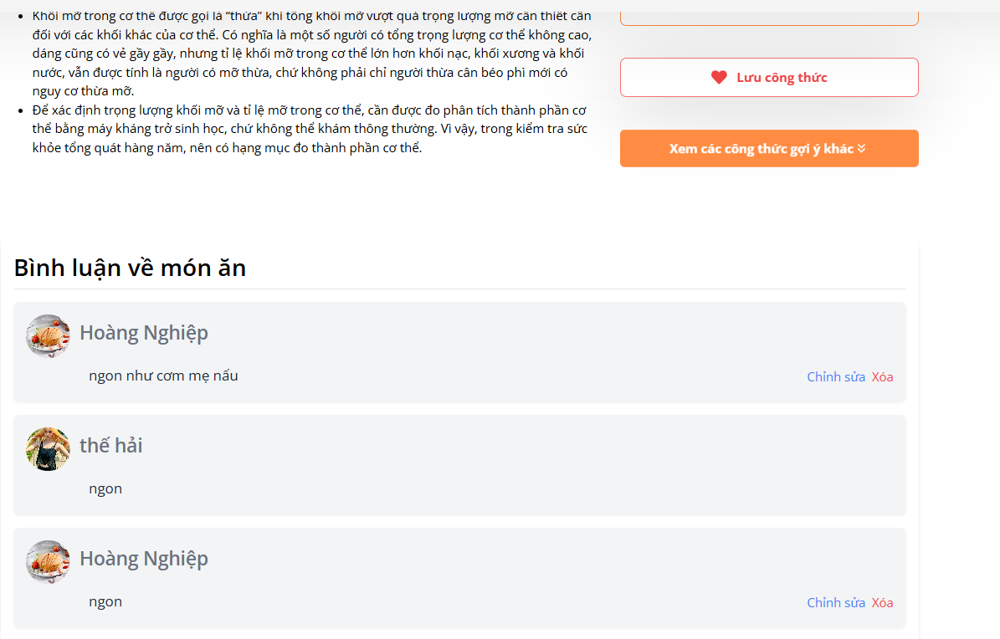 Khối mỡ trong cơ thể được gọi là “thừa” khi tổng khối mỡ vượt quá trọng lượng mỡ cần thiết cân
đối với các khối khác của cơ thể. Có nghĩa là một số người có tổng trọng lượng cơ thể không cao,
dáng cũng có vẻ gầy gầy, nhưng tỉ lệ khối mỡ trong cơ thể lớn hơn khối nạc, khối xương và khối
nước, vẫn được tính là người có mỡ thừa, chứ không phải chỉ người thừa cân béo phì mới có
nguy cơ thừa mỡ.
Để xác định trọng lượng khối mỡ và tỉ lệ mỡ trong cơ thể, cần được đo phân tích thành phần cơ
thể bằng máy kháng trở sinh học, chứ không thể khám thông thường. Vì vậy, trong kiểm tra sức
khỏe tổng quát hàng năm, nên có hạng mục đo thành phần cơ thể.
Lưu công thức
Xem các công thức gợi ý khác
Bình luận về món ăn
Hoàng Nghiệp
ngon như cơm mẹ nấu
Chỉnh sửa Xóa
thế hải
ngon
Hoàng Nghiệp
ngon
Chỉnh sửa Xóa